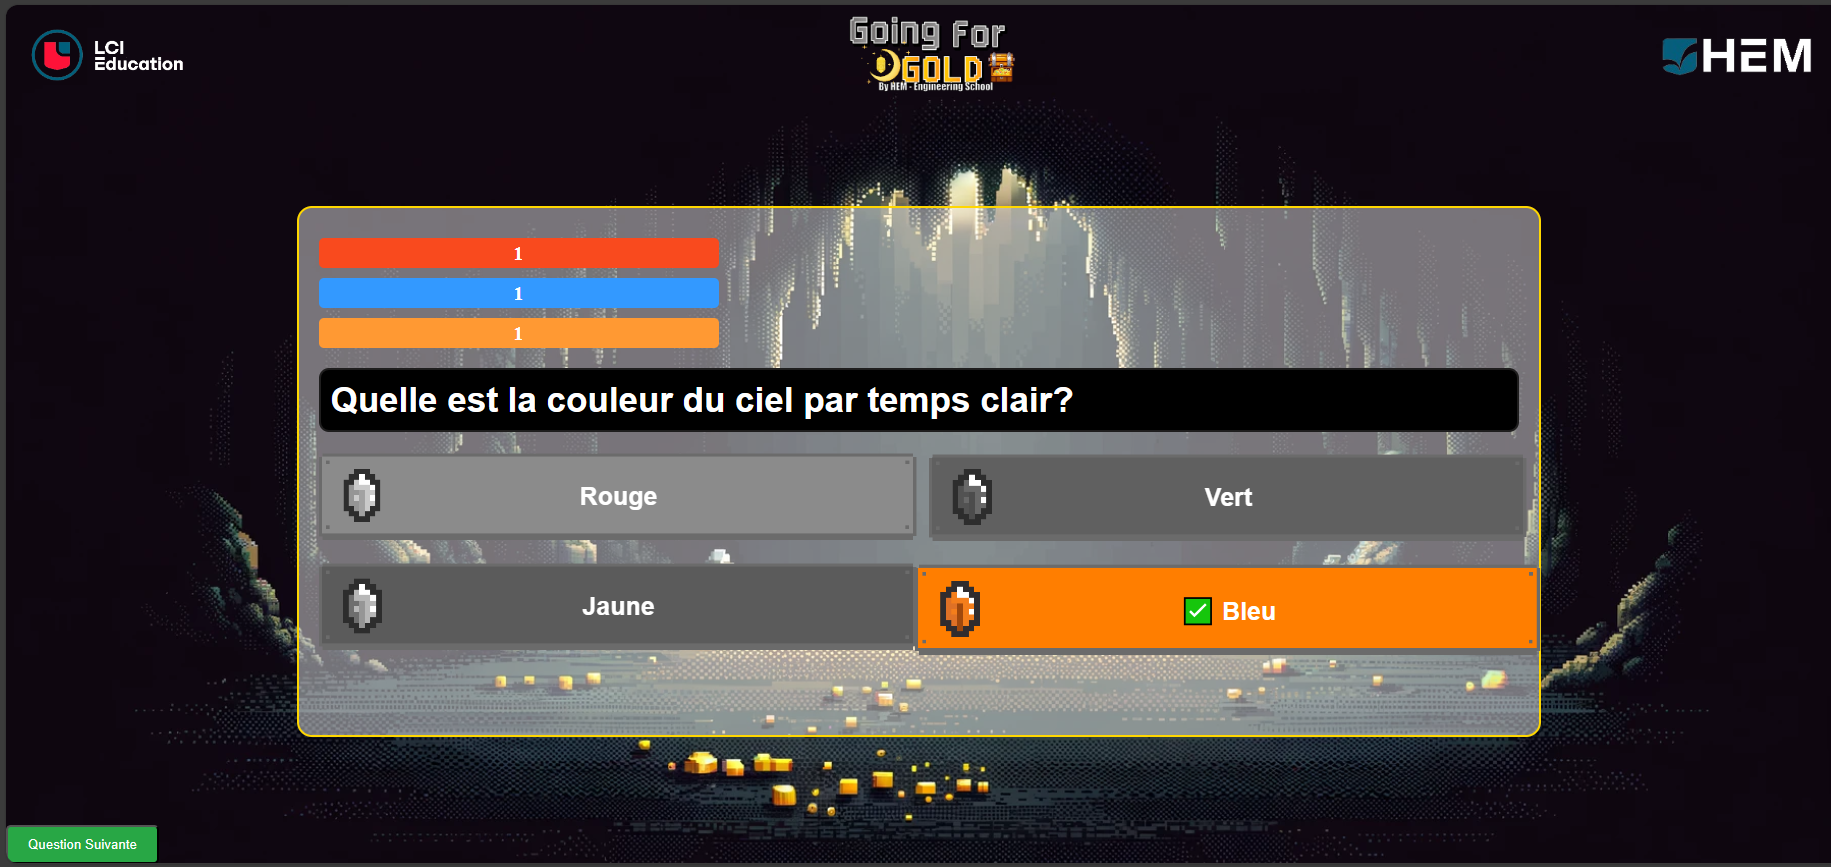 LCI
Education
Going For
GOLD
By HEM - Engineering School
HEM
1
1
1
Quelle est la couleur du ciel par temps clair?
Rouge
Vert
Jaune
Bleu
Question Suivante